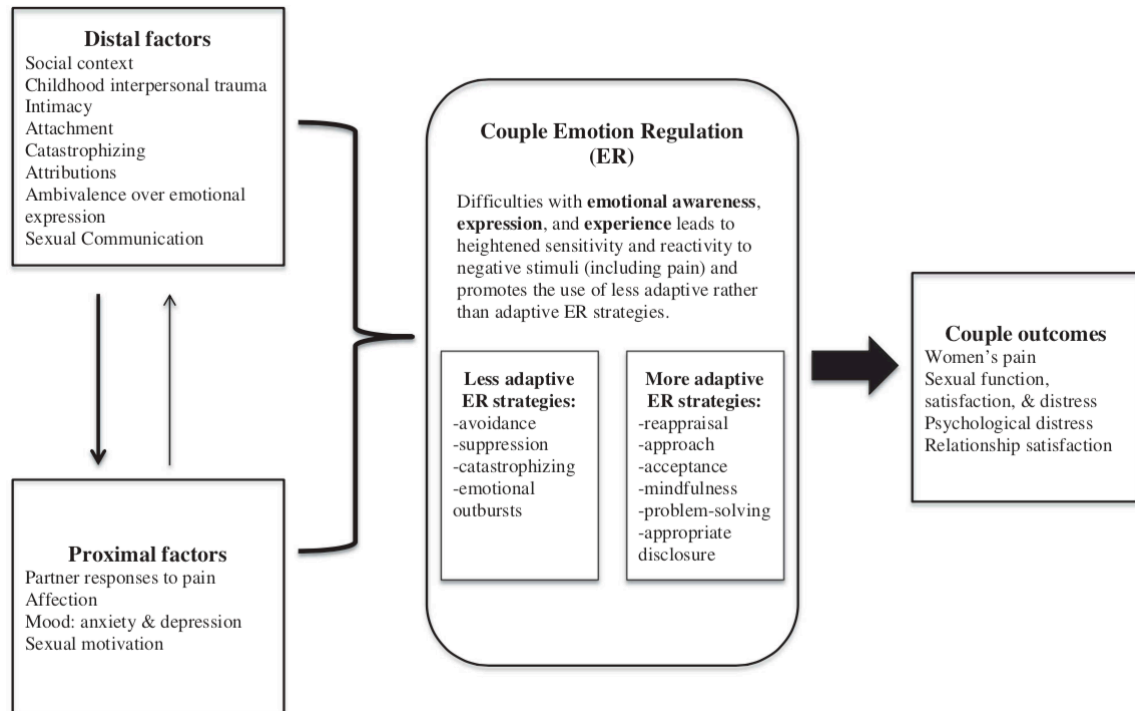 Distal factors
Social context
Childhood interpersonal trauma
Intimacy
Attachment
Catastrophizing
Attributions
Ambivalence over emotional
expression
Sexual Communication
Proximal factors
Partner responses to pain
Affection
Mood: anxiety & depression
Sexual motivation
Couple Emotion Regulation
(ER)
Difficulties with emotional awareness,
expression, and experience leads to
heightened sensitivity and reactivity to
negative stimuli (including pain) and
promotes the use of less adaptive rather
than adaptive ER strategies.
Less adaptive
ER strategies:
-avoidance
-suppression
-catastrophizing
-emotional
outbursts
More adaptive
ER strategies:
-reappraisal
-approach
-acceptance
-mindfulness
-problem-solving
-appropriate
disclosure
Couple outcomes
Women’s pain
Sexual function,
satisfaction, & distress
Psychological distress
Relationship satisfaction